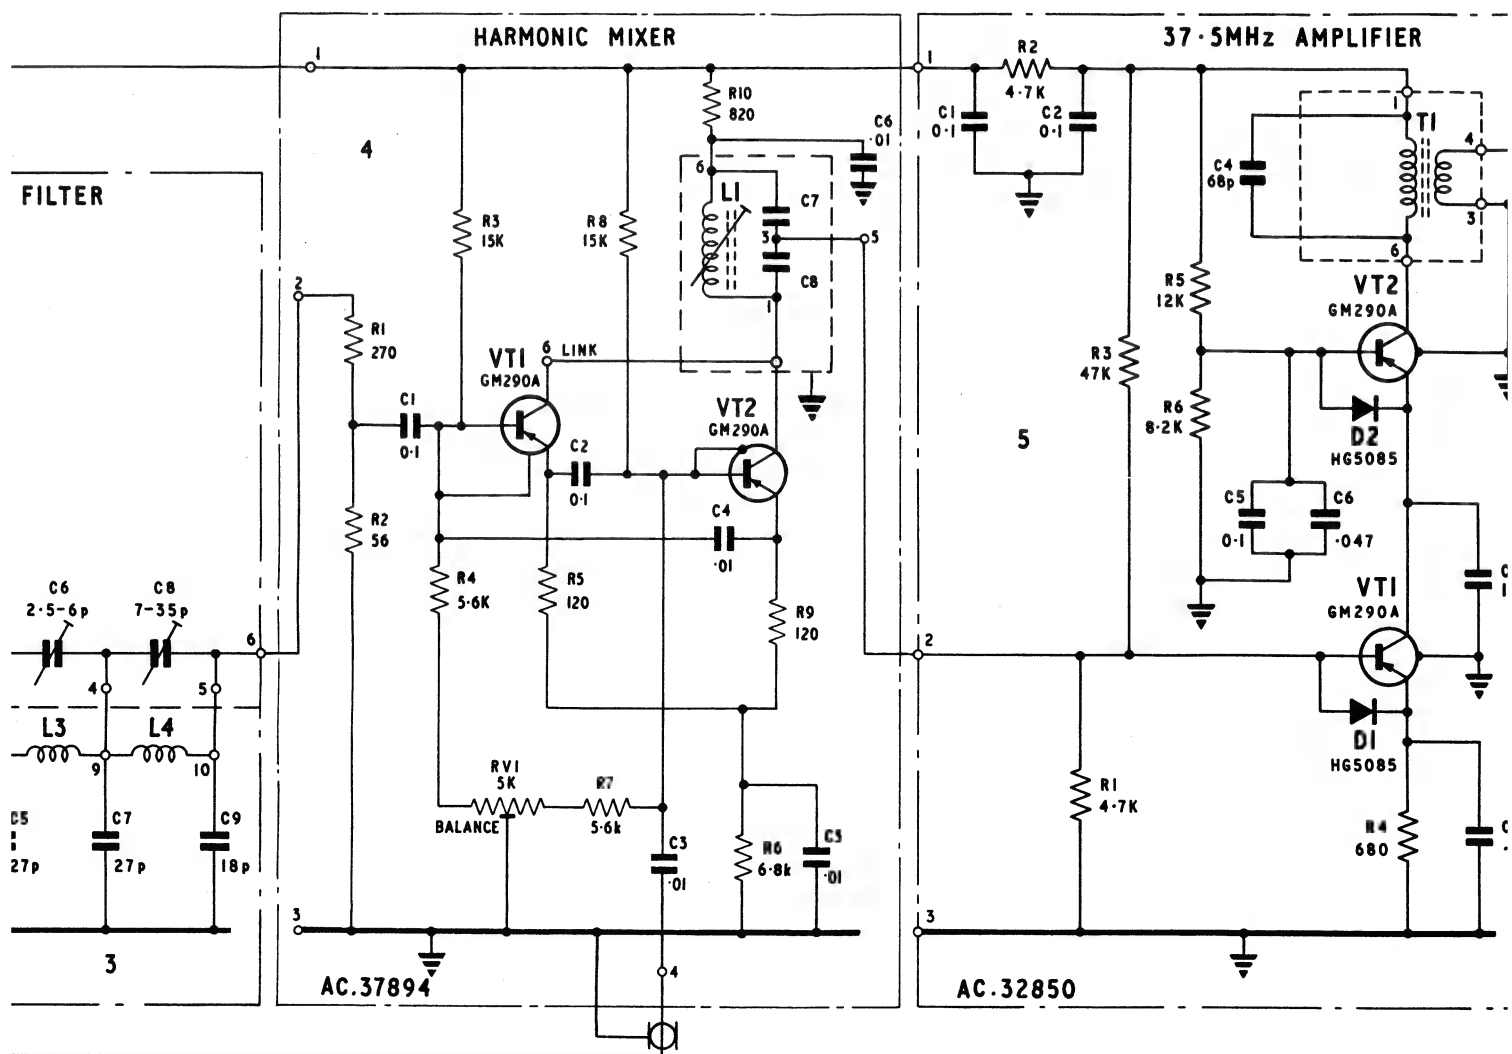 HARMONIC MIXER
37·5MHz AMPLIFIER
FILTER
C6
2·5-6p
C8
7-35p
6
4
5
L3
L4
9
10
C5
27p
C7
27p
C9
18p
3
1
4
R10
820
C6
·01
6
L1
C7
3
5
C8
1
R3
15K
R8
15K
2
R1
270
VT1
GM290A
6 LINK
C1
0·1
VT2
GM290A
C2
0·1
R2
56
C4
·01
R4
5·6K
R5
120
R9
120
RV1
5K
BALANCE
R7
5·6k
C3
·01
R6
6·8k
C5
·01
3
4
AC.37894
1
R2
4·7K
C1
0·1
C2
0·1
1
T1
4
C4
68p
3
6
R5
12K
VT2
GM290A
R3
47K
R6
8·2K
D2
HG5085
5
C5
0·1
C6
·047
VT1
GM290A
2
D1
HG5085
R1
4·7K
R4
680
3
AC.32850